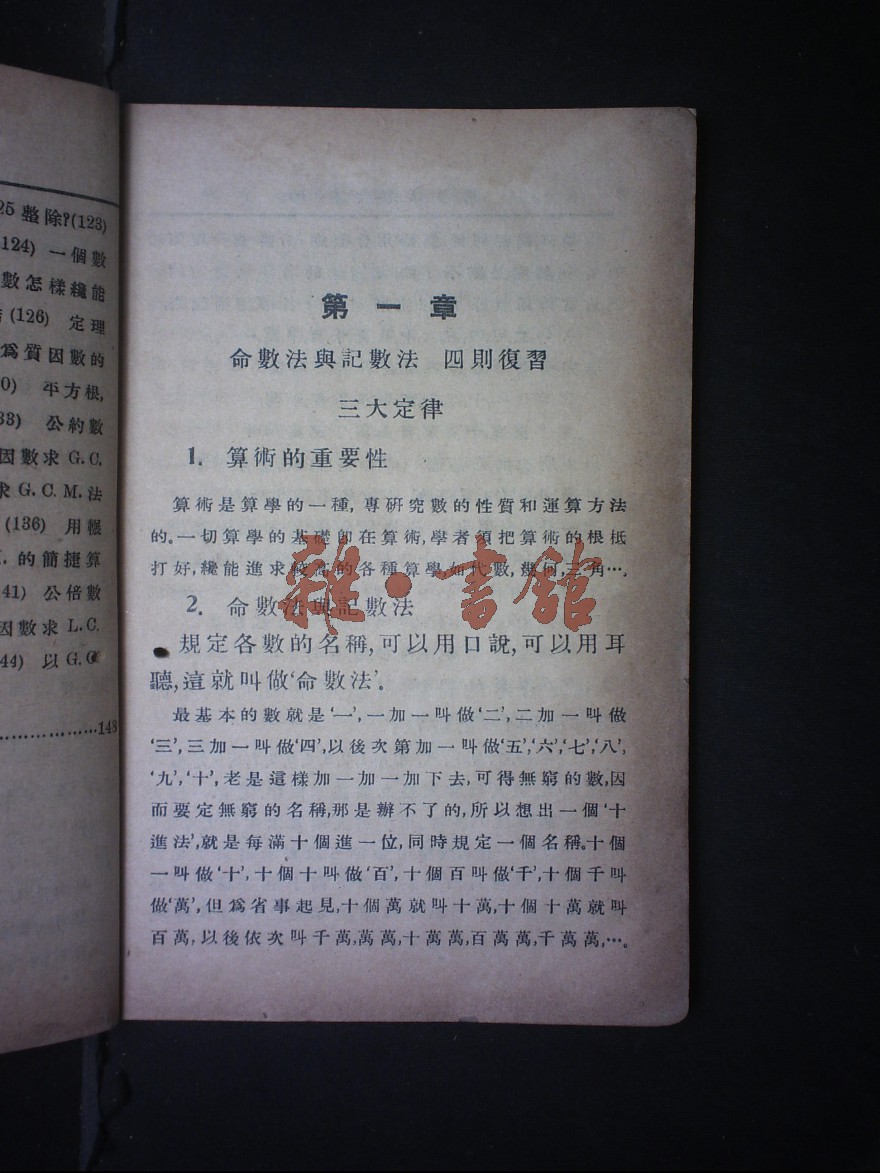 25 整除?(123)
124) 一個數
數怎樣纔能
(126) 定理
爲質因數的
0) 平方根,
33) 公約數
因數求 G.C.
求 G.C.M.法
(136) 用輾
的簡捷算
41) 公倍數
因數求 L.C.
44) 以 G.C
……………148
第一章
命數法與記數法 四則復習
三大定律
1. 算術的重要性
算術是算學的一種,專研究數的性質和運算方法
的。一切算學的基礎卽在算術,學者須把算術的根柢
打好,纔能進求較高的各種算學如代數,幾何,三角…。
2. 命數法與記數法
規定各數的名稱,可以用口說,可以用耳
聽,這就叫做‘命數法’。
最基本的數就是‘一’,一加一叫做‘二’,二加一叫做
‘三’,三加一叫做‘四’,以後次第加一叫做‘五’,‘六’,‘七’,‘八’,
‘九’,‘十’,老是這樣加一加一加下去,可得無窮的數,因
而要定無窮的名稱,那是辦不了的,所以想出一個‘十
進法’,就是每滿十個進一位,同時規定一個名稱。十個
一叫做‘十’,十個十叫做‘百’,十個百叫做‘千’,十個千叫
做‘萬’,但爲省事起見,十個萬就叫十萬,十個十萬就叫
百萬,以後依次叫千萬,萬萬,十萬萬,百萬萬,千萬萬,…。
雜·書館